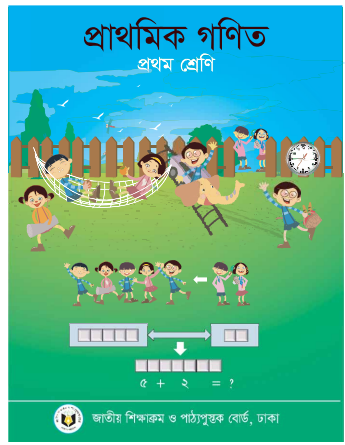 প্রাথমিক গণিত
প্রথম শ্রেণি
৫ + ২ = ?
জাতীয় শিক্ষাক্রম ও পাঠ্যপুস্তক বোর্ড, ঢাকা